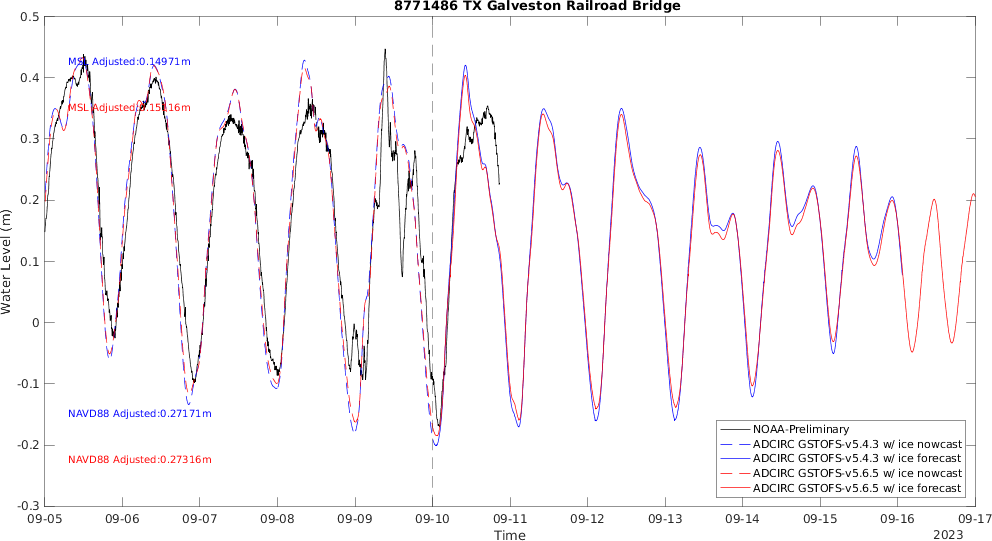 8771486 TX Galveston Railroad Bridge
0.5
0.4
0.3
0.2
0.1
0
-0.1
-0.2
-0.3
Water Level (m)
MSL Adjusted:0.14971m
MSL Adjusted:0.15116m
NAVD88 Adjusted:0.27171m
NAVD88 Adjusted:0.27316m
NOAA-Preliminary
ADCIRC GSTOFS-v5.4.3 w/ ice nowcast
ADCIRC GSTOFS-v5.4.3 w/ ice forecast
ADCIRC GSTOFS-v5.6.5 w/ ice nowcast
ADCIRC GSTOFS-v5.6.5 w/ ice forecast
09-05 09-06 09-07 09-08 09-09 09-10 09-11 09-12 09-13 09-14 09-15 09-16 09-17
Time
2023